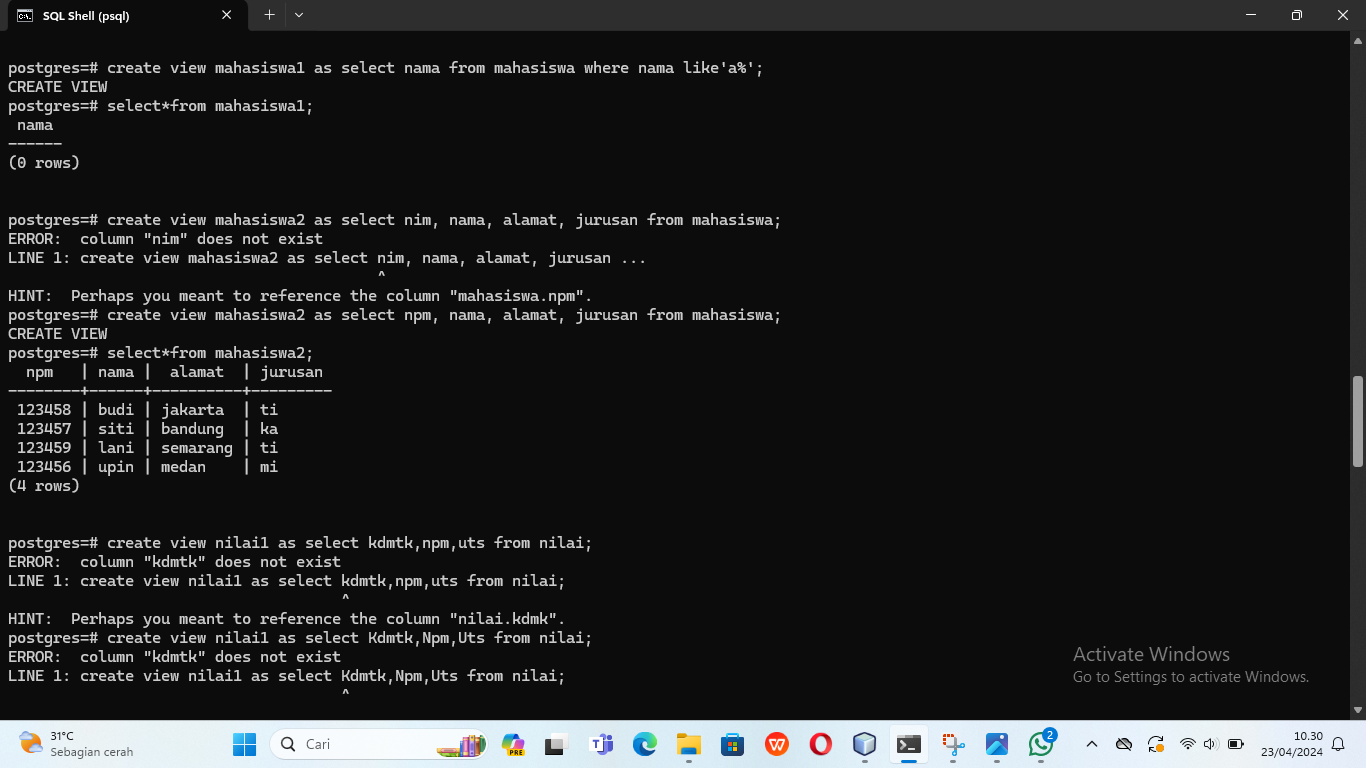 SQL Shell (psql)
postgres=# create view mahasiswa1 as select nama from mahasiswa where nama like'a%';
CREATE VIEW
postgres=# select*from mahasiswa1;
 nama
------
(0 rows)
postgres=# create view mahasiswa2 as select nim, nama, alamat, jurusan from mahasiswa;
ERROR:  column "nim" does not exist
LINE 1: create view mahasiswa2 as select nim, nama, alamat, jurusan ...
                                         ^
HINT:  Perhaps you meant to reference the column "mahasiswa.npm".
postgres=# create view mahasiswa2 as select npm, nama, alamat, jurusan from mahasiswa;
CREATE VIEW
postgres=# select*from mahasiswa2;
  npm   | nama |  alamat  | jurusan
--------+------+----------+---------
 123458 | budi | jakarta  | ti
 123457 | siti | bandung  | ka
 123459 | lani | semarang | ti
 123456 | upin | medan    | mi
(4 rows)
postgres=# create view nilai1 as select kdmtk,npm,uts from nilai;
ERROR:  column "kdmtk" does not exist
LINE 1: create view nilai1 as select kdmtk,npm,uts from nilai;
                                     ^
HINT:  Perhaps you meant to reference the column "nilai.kdmk".
postgres=# create view nilai1 as select Kdmtk,Npm,Uts from nilai;
ERROR:  column "kdmtk" does not exist
LINE 1: create view nilai1 as select Kdmtk,Npm,Uts from nilai;
                                     ^
Activate Windows
Go to Settings to activate Windows.
31°C
Sebagian cerah
Cari
PRE
2
10.30
23/04/2024